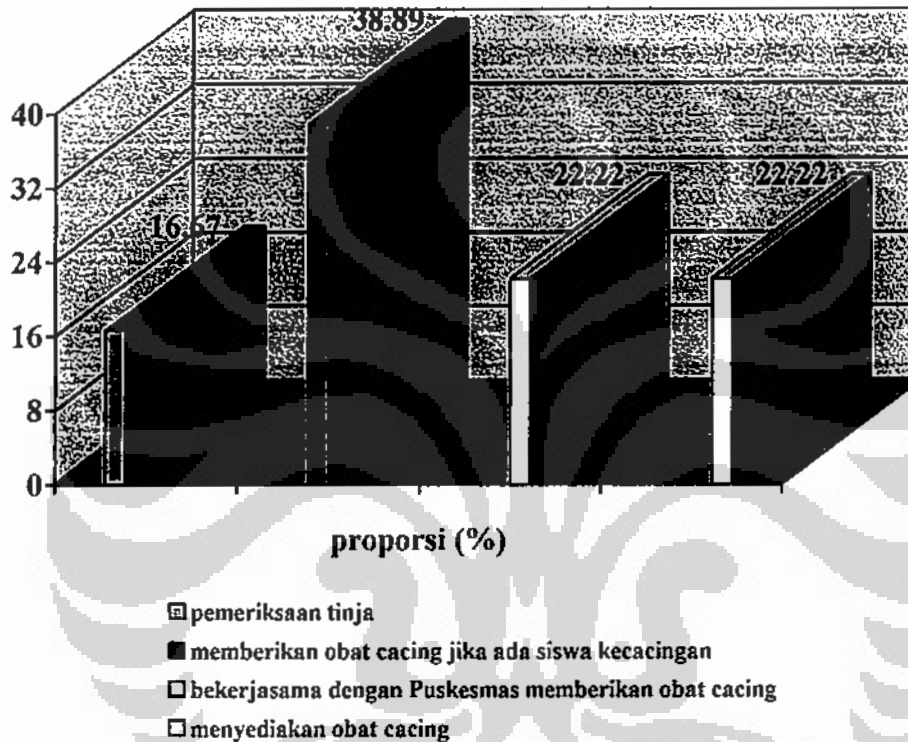 38.89
40
32
22.22
22.22
24
16.67
16
8
0
proporsi (%)
pemeriksaan tinja
memberikan obat cacing jika ada siswa kecacingan
bekerjasama dengan Puskesmas memberikan obat cacing
menyediakan obat cacing